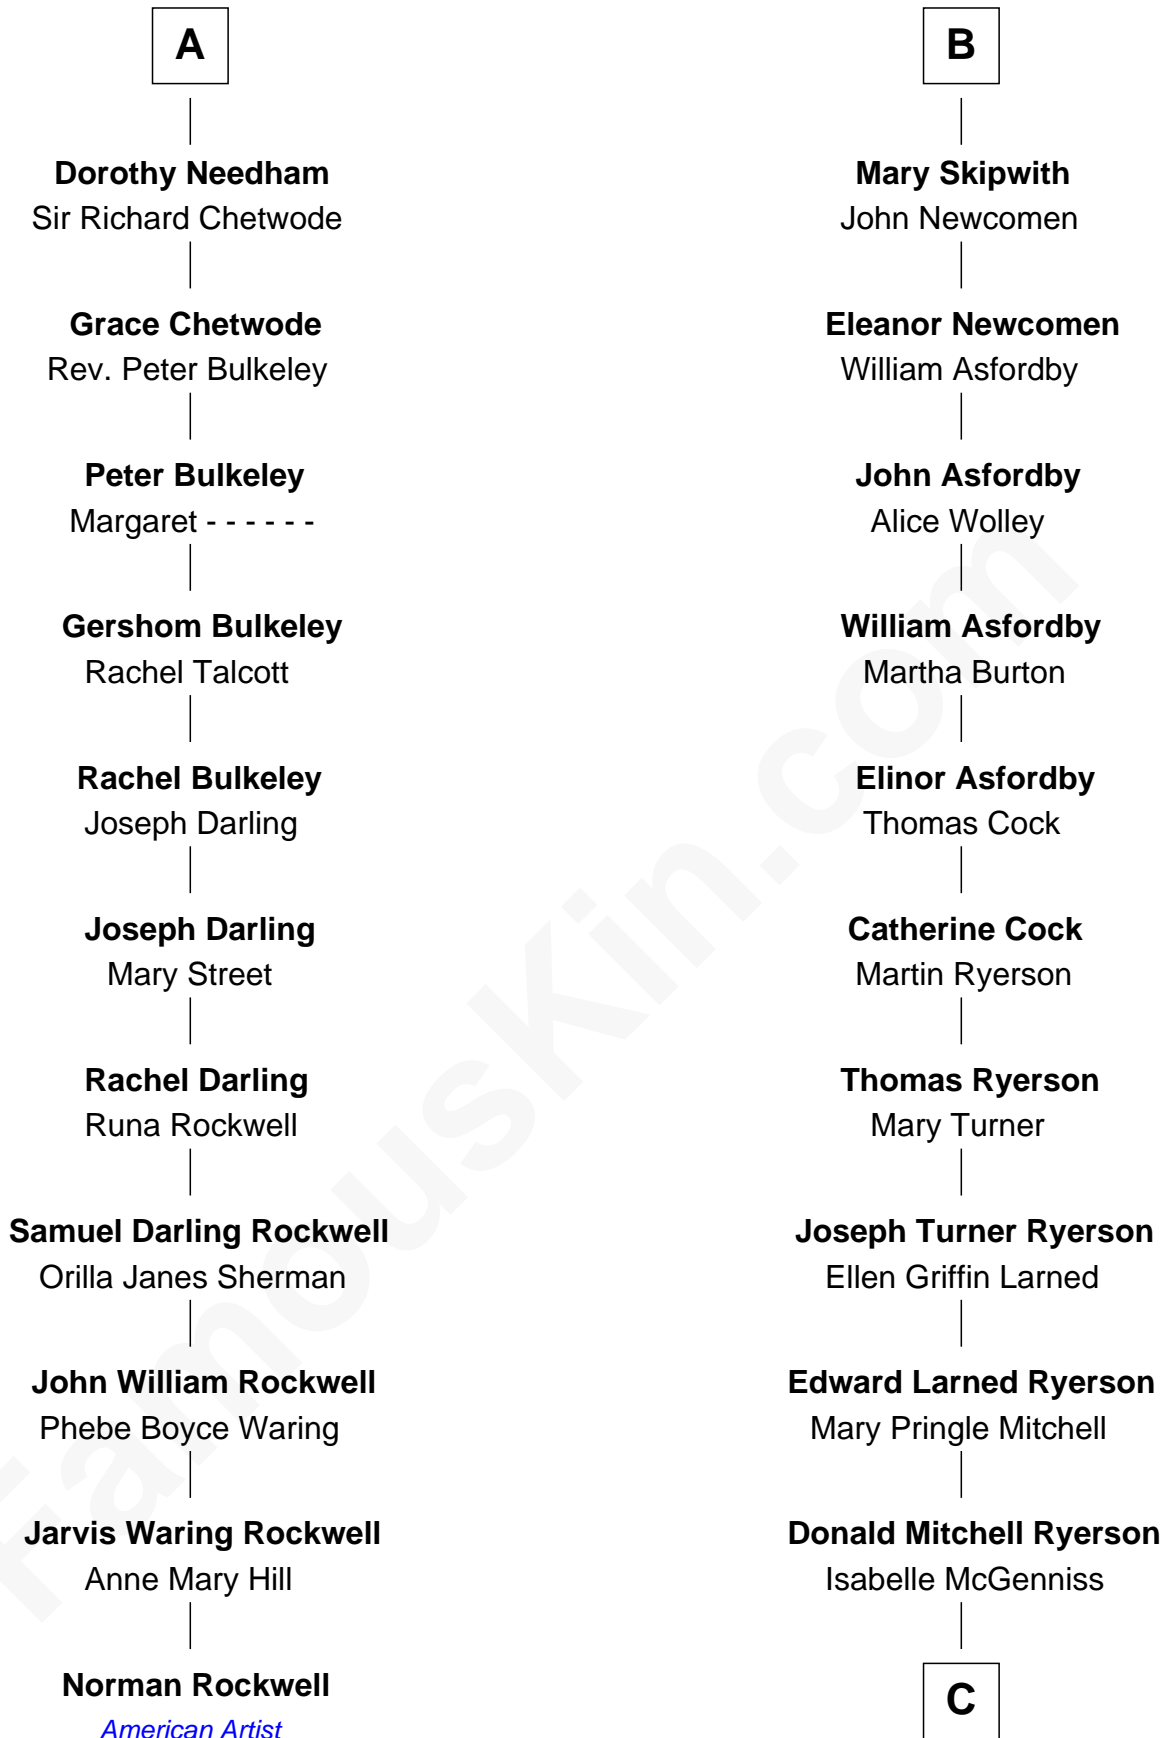 A
Dorothy Needham
Sir Richard Chetwode
Grace Chetwode
Rev. Peter Bulkeley
Peter Bulkeley
Margaret - - - - - -
Gershom Bulkeley
Rachel Talcott
Rachel Bulkeley
Joseph Darling
Joseph Darling
Mary Street
Rachel Darling
Runa Rockwell
Samuel Darling Rockwell
Orilla Janes Sherman
John William Rockwell
Phebe Boyce Waring
Jarvis Waring Rockwell
Anne Mary Hill
Norman Rockwell
American Artist
B
Mary Skipwith
John Newcomen
Eleanor Newcomen
William Asfordby
John Asfordby
Alice Wolley
William Asfordby
Martha Burton
Elinor Asfordby
Thomas Cock
Catherine Cock
Martin Ryerson
Thomas Ryerson
Mary Turner
Joseph Turner Ryerson
Ellen Griffin Larned
Edward Larned Ryerson
Mary Pringle Mitchell
Donald Mitchell Ryerson
Isabelle McGenniss
C
FamousKin.com